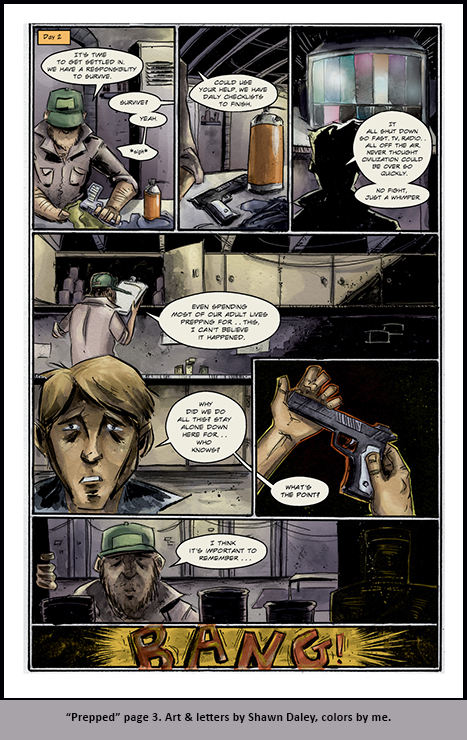 Day 2
IT'S TIME
TO GET SETTLED IN.
WE HAVE A RESPONSIBILITY
TO SURVIVE.
SURVIVE?
YEAH.
*sigh*
COULD USE
YOUR HELP. WE HAVE
DAILY CHECKLISTS
TO FINISH.
IT
ALL SHUT DOWN
SO FAST. TV, RADIO. .
ALL OFF THE AIR.
NEVER THOUGHT
CIVILIZATION COULD
BE OVER SO
QUICKLY.
NO FIGHT,
JUST A WHIMPER
EVEN SPENDING
MOST OF OUR ADULT LIVES
PREPPING FOR . . THIS,
I CAN'T BELIEVE
IT HAPPENED.
WHY
DID WE DO
ALL THIS? STAY
ALONE DOWN
HERE FOR. . .
WHO
KNOWS?
WHAT'S
THE POINT?
I THINK
IT'S IMPORTANT TO
REMEMBER . . .
BANG!
"Prepped" page 3. Art & letters by Shawn Daley, colors by me.